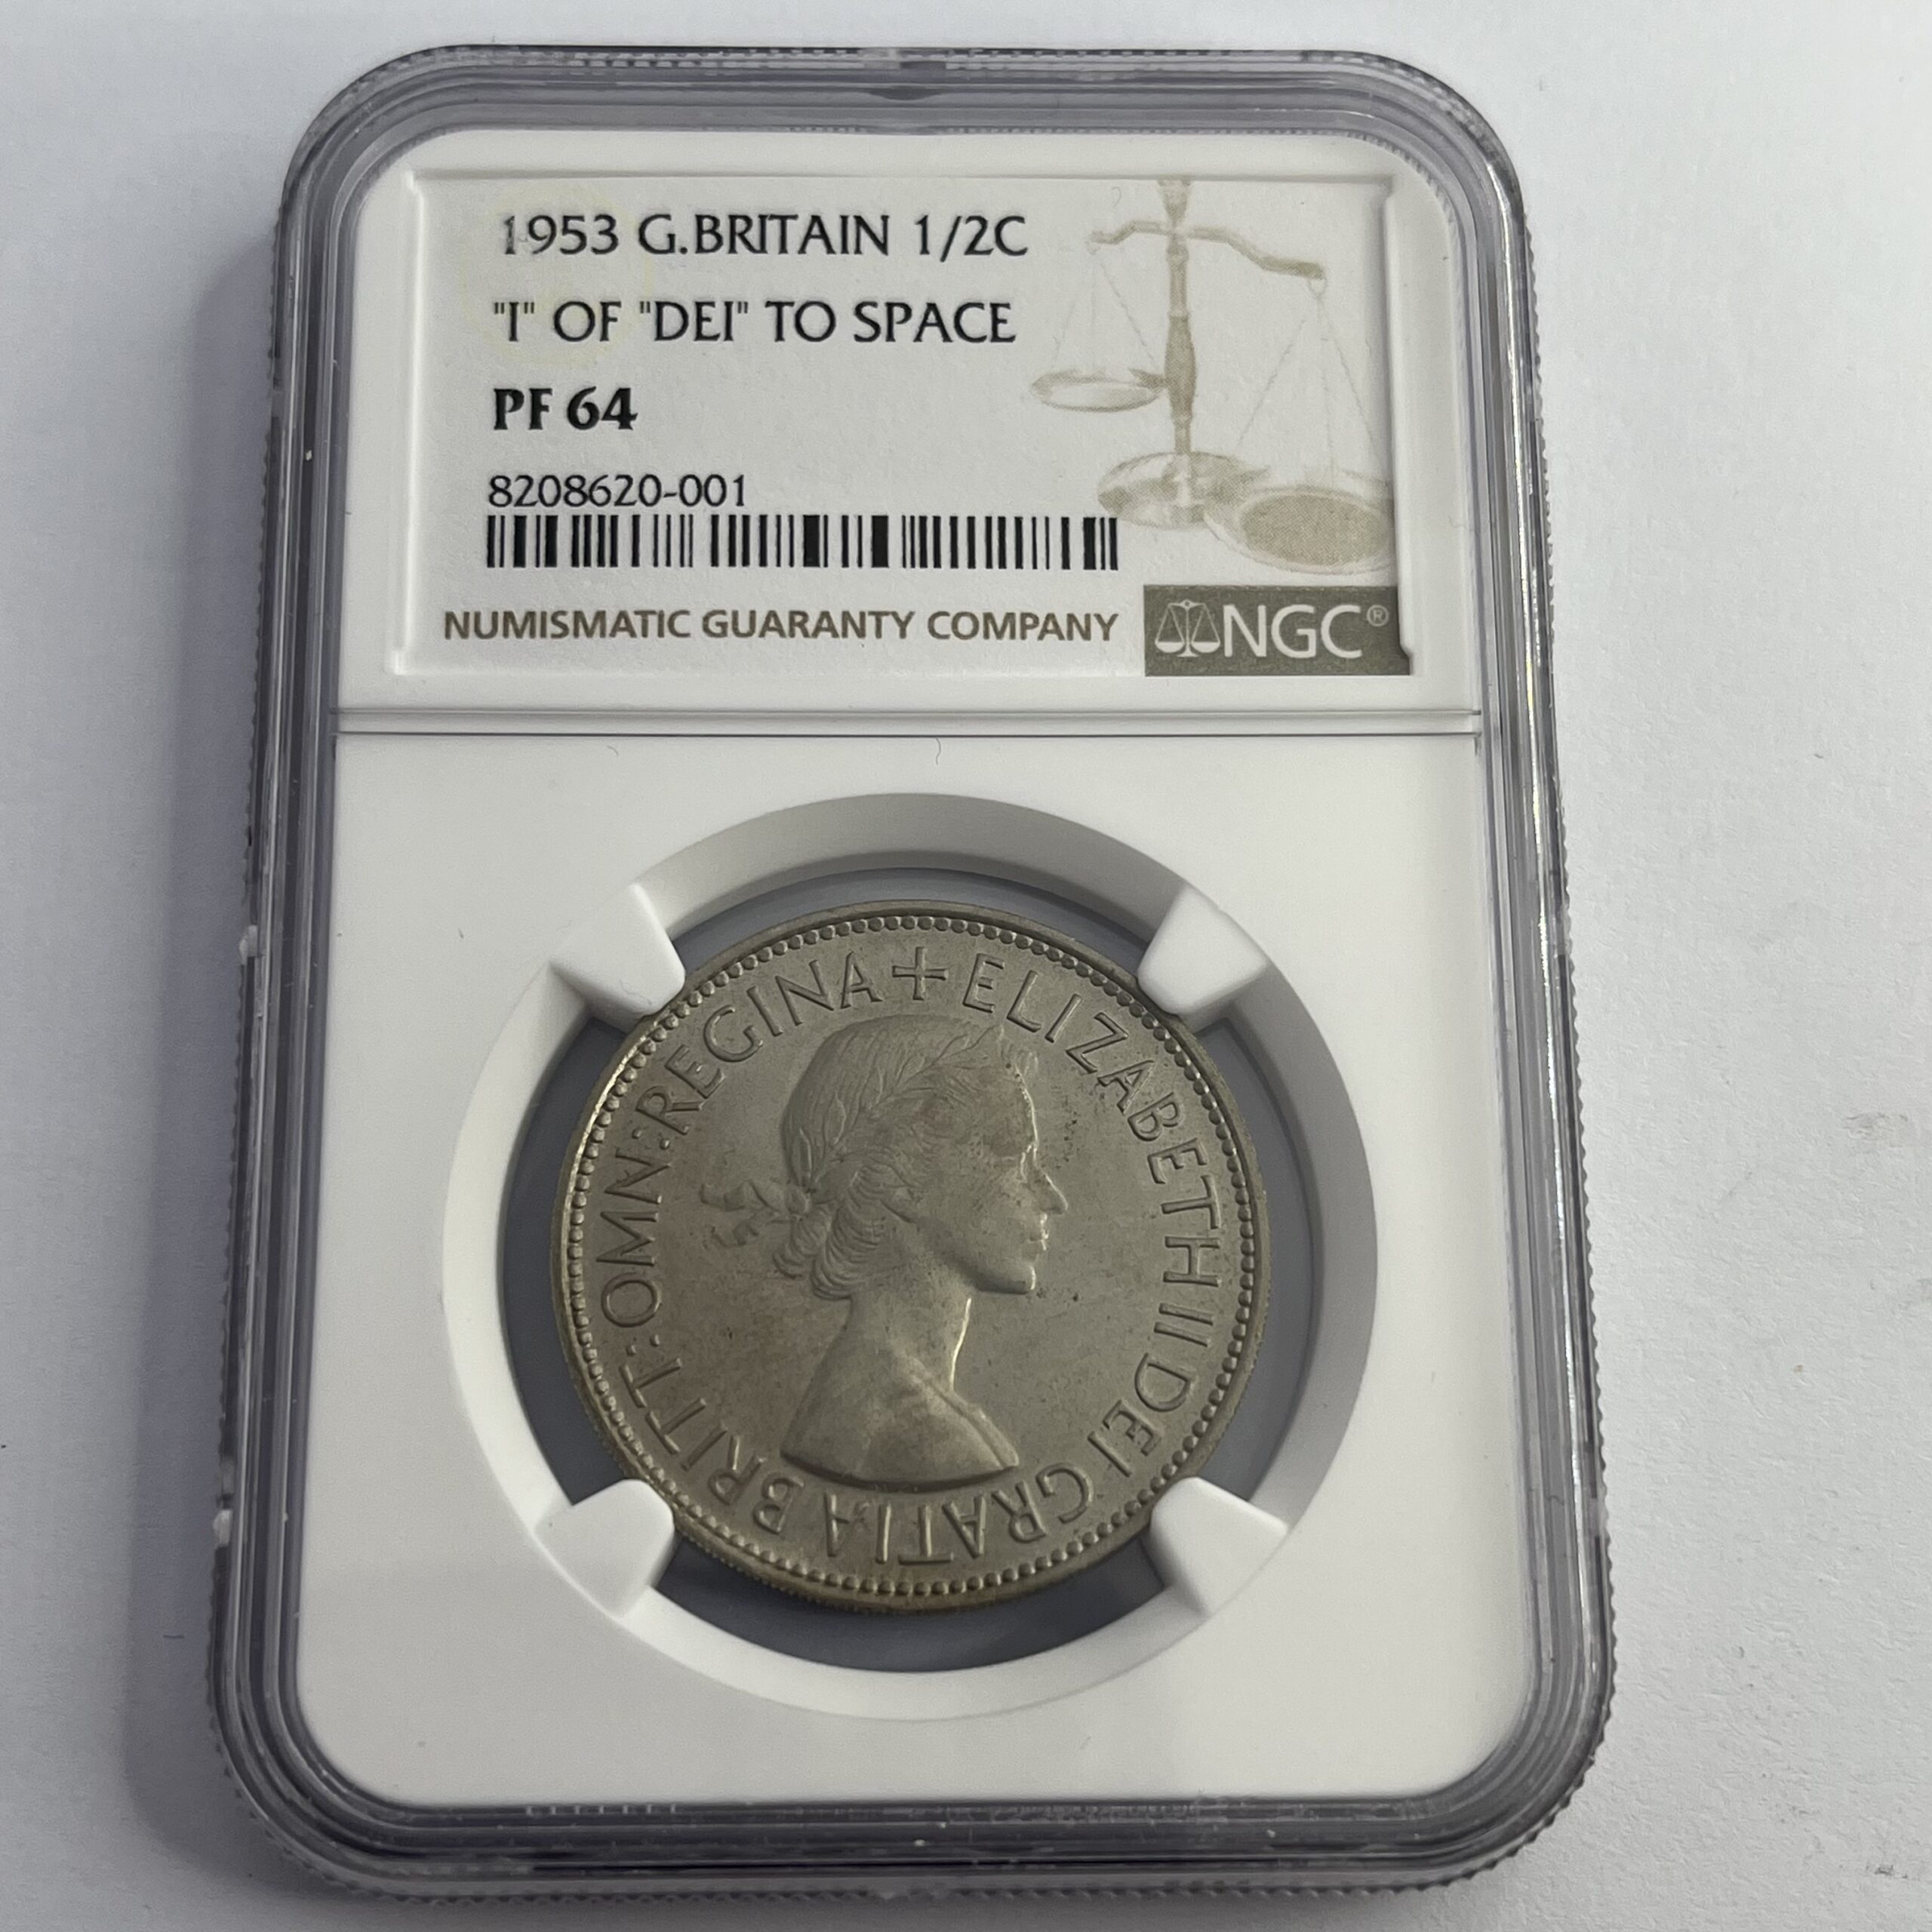 1953 G.BRITAIN 1/2C
"I" OF "DEI" TO SPACE
PF 64
8208620-001
NUMISMATIC GUARANTY COMPANY
NGC®
+ ELIZABETH II DEI GRATIA BRITT: OMN: REGINA